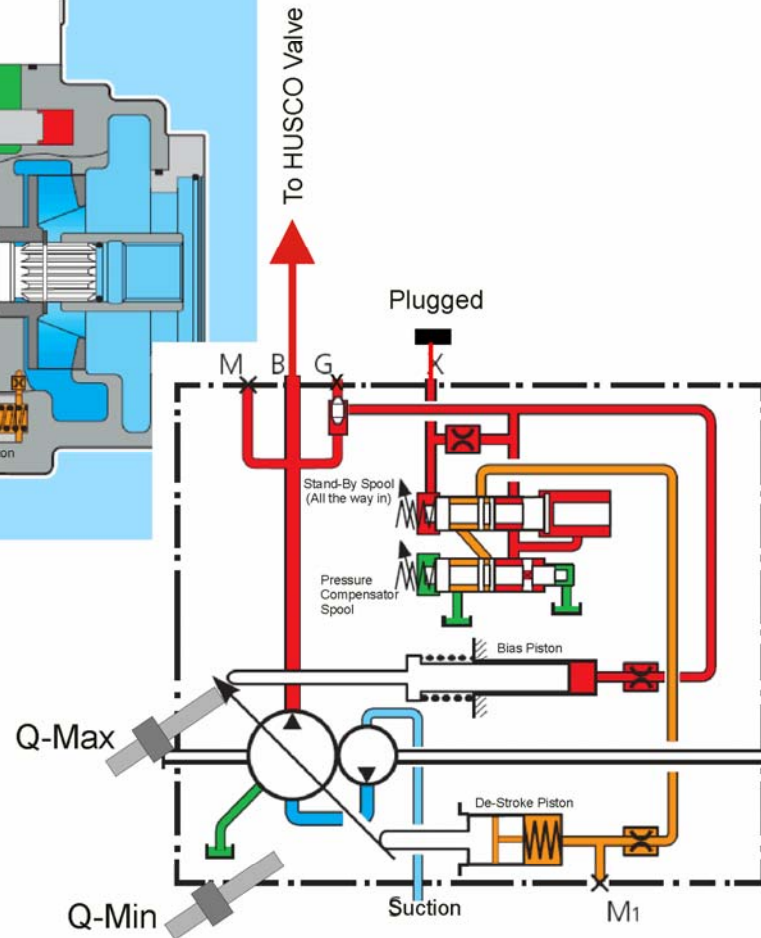 To HUSCO Valve
Plugged
M B G X
on
Stand-By Spool
(All the way in)
Pressure
Compensator
Spool
Bias Piston
Q-Max
De-Stroke Piston
Q-Min
Suction
M1